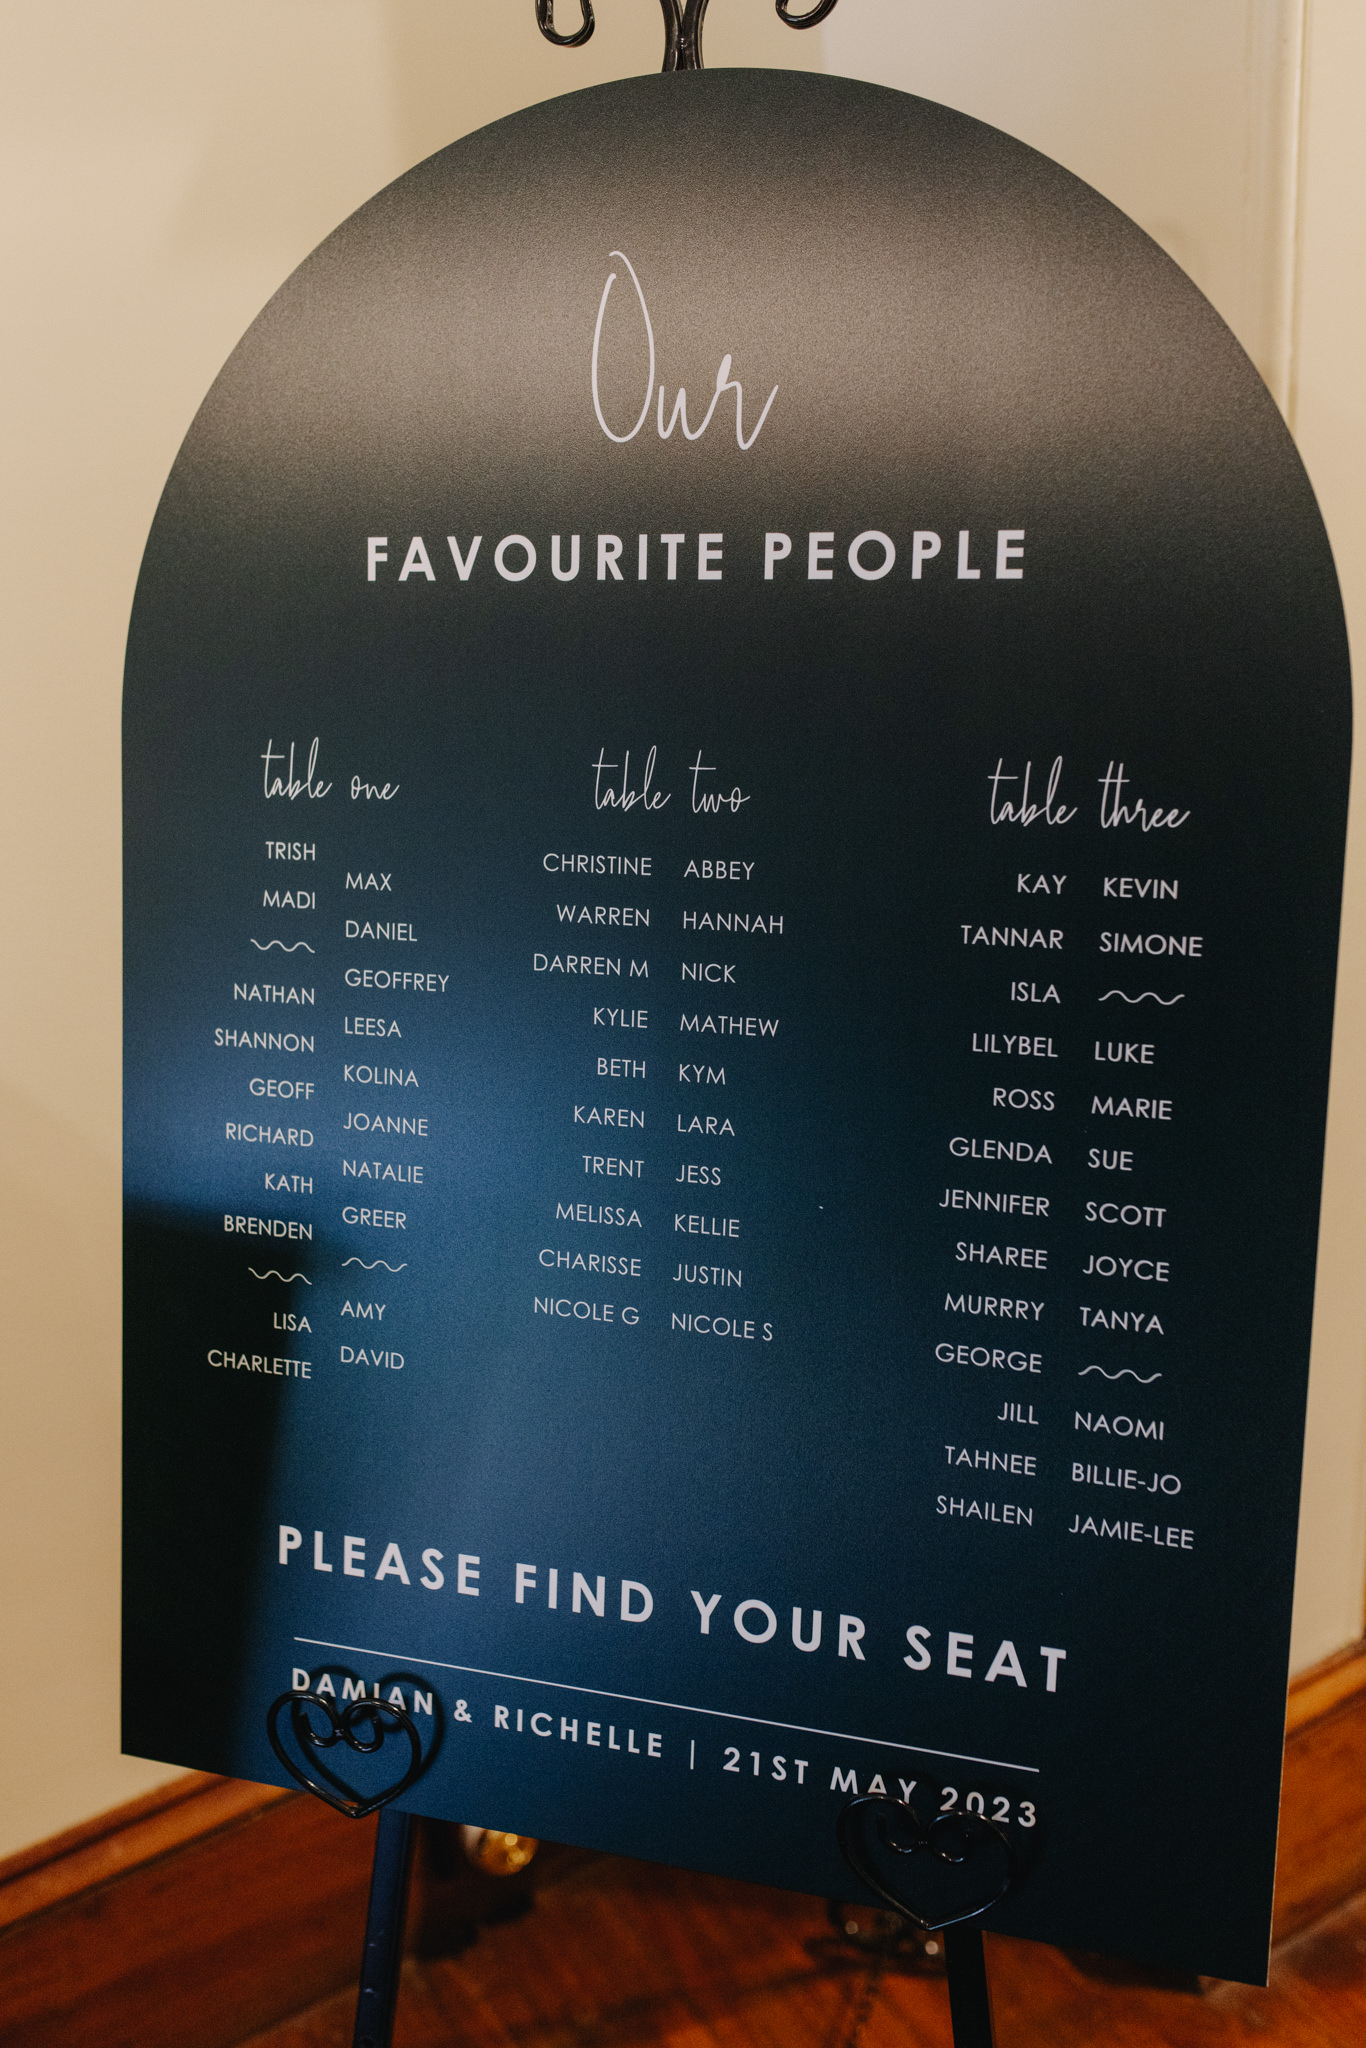 Our
FAVOURITE PEOPLE
table one
TRISH
MADI
NATHAN
SHANNON
GEOFF
RICHARD
KATH
BRENDEN
LISA
CHARLETTE
MAX
DANIEL
GEOFFREY
LEESA
KOLINA
JOANNE
NATALIE
GREER
AMY
DAVID
table two
CHRISTINE
WARREN
DARREN M
KYLIE
BETH
KAREN
TRENT
MELISSA
CHARISSE
NICOLE G
ABBEY
HANNAH
NICK
MATHEW
KYM
LARA
JESS
KELLIE
JUSTIN
NICOLE S
table three
KAY
TANNAR
ISLA
LILYBEL
ROSS
GLENDA
JENNIFER
SHAREE
MURRRY
GEORGE
JILL
TAHNEE
SHAILEN
KEVIN
SIMONE
LUKE
MARIE
SUE
SCOTT
JOYCE
TANYA
NAOMI
BILLIE-JO
JAMIE-LEE
PLEASE FIND YOUR SEAT
DAMIAN & RICHELLE | 21ST MAY 2023